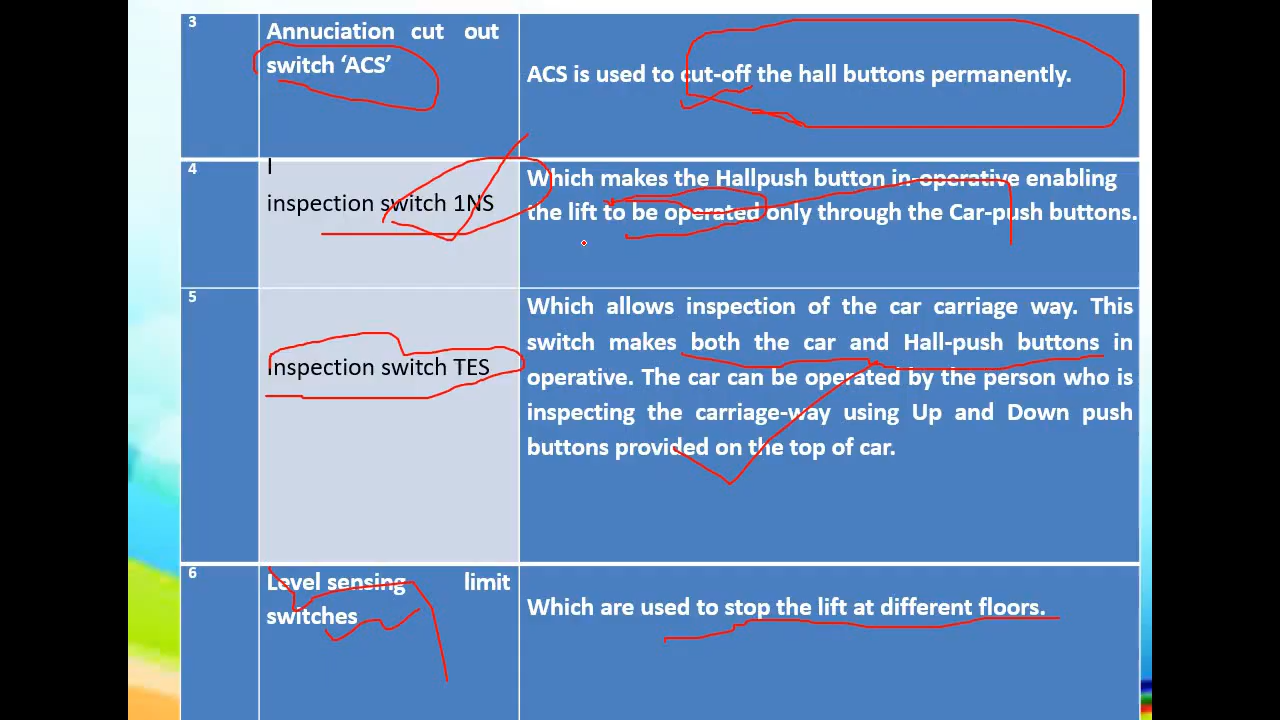 3
Annuciation cut out
switch ‘ACS’
ACS is used to cut-off the hall buttons permanently.
4
I
inspection switch 1NS
Which makes the Hallpush button in-operative enabling
the lift to be operated only through the Car-push buttons.
5
Inspection switch TES
Which allows inspection of the car carriage way. This
switch makes both the car and Hall-push buttons in
operative. The car can be operated by the person who is
inspecting the carriage-way using Up and Down push
buttons provided on the top of car.
6
Level sensing limit
switches
Which are used to stop the lift at different floors.